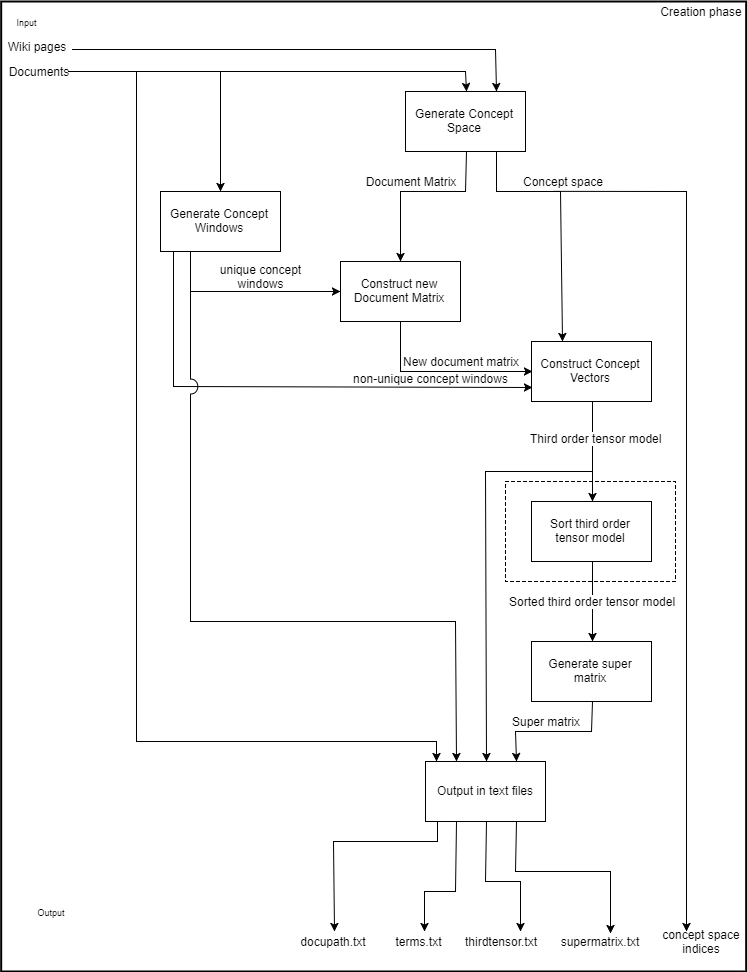 Creation phase
Input
Wiki pages
Documents
Generate Concept
Space
Document Matrix
Concept space
Generate Concept
Windows
unique concept
windows
Construct new
Document Matrix
New document matrix
non-unique concept windows
Construct Concept
Vectors
Third order tensor model
Sort third order
tensor model
Sorted third order tensor model
Generate super
matrix
Super matrix
Output in text files
Output
docupath.txt
terms.txt
thirdtensor.txt
supermatrix.txt
concept space
indices